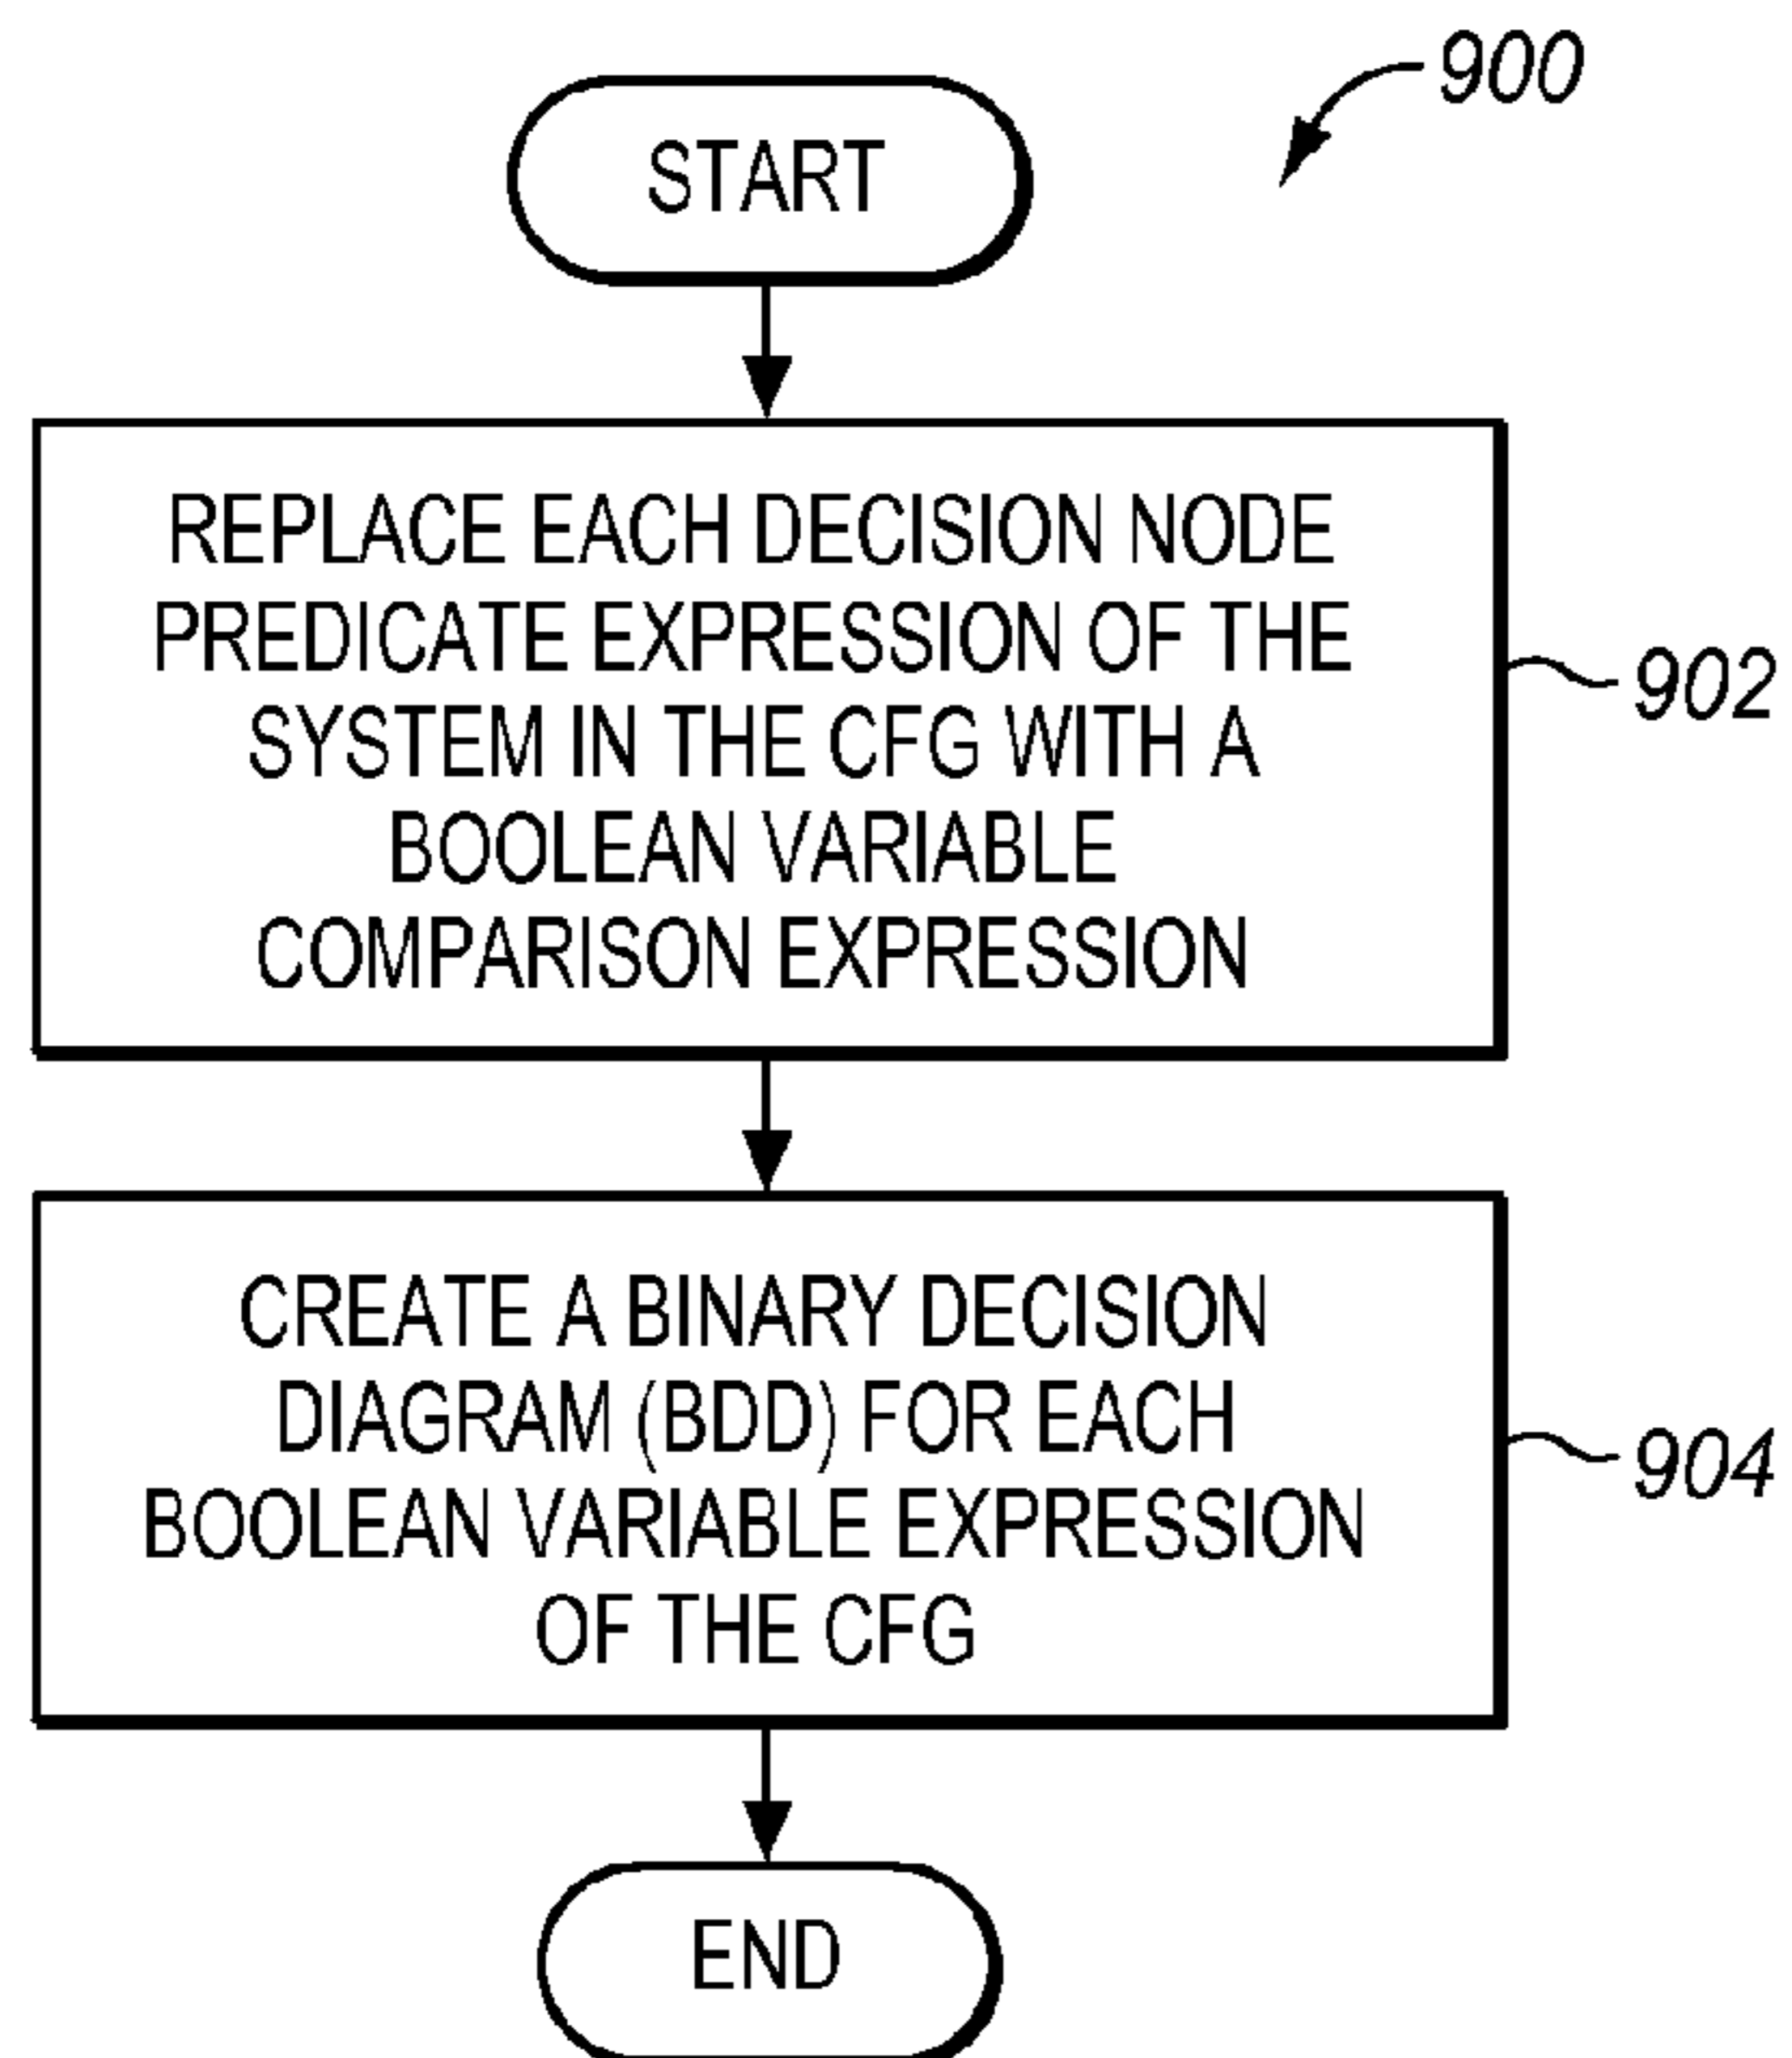 900
START
REPLACE EACH DECISION NODE
PREDICATE EXPRESSION OF THE
SYSTEM IN THE CFG WITH A
BOOLEAN VARIABLE
COMPARISON EXPRESSION
902
CREATE A BINARY DECISION
DIAGRAM (BDD) FOR EACH
BOOLEAN VARIABLE EXPRESSION
OF THE CFG
904
END